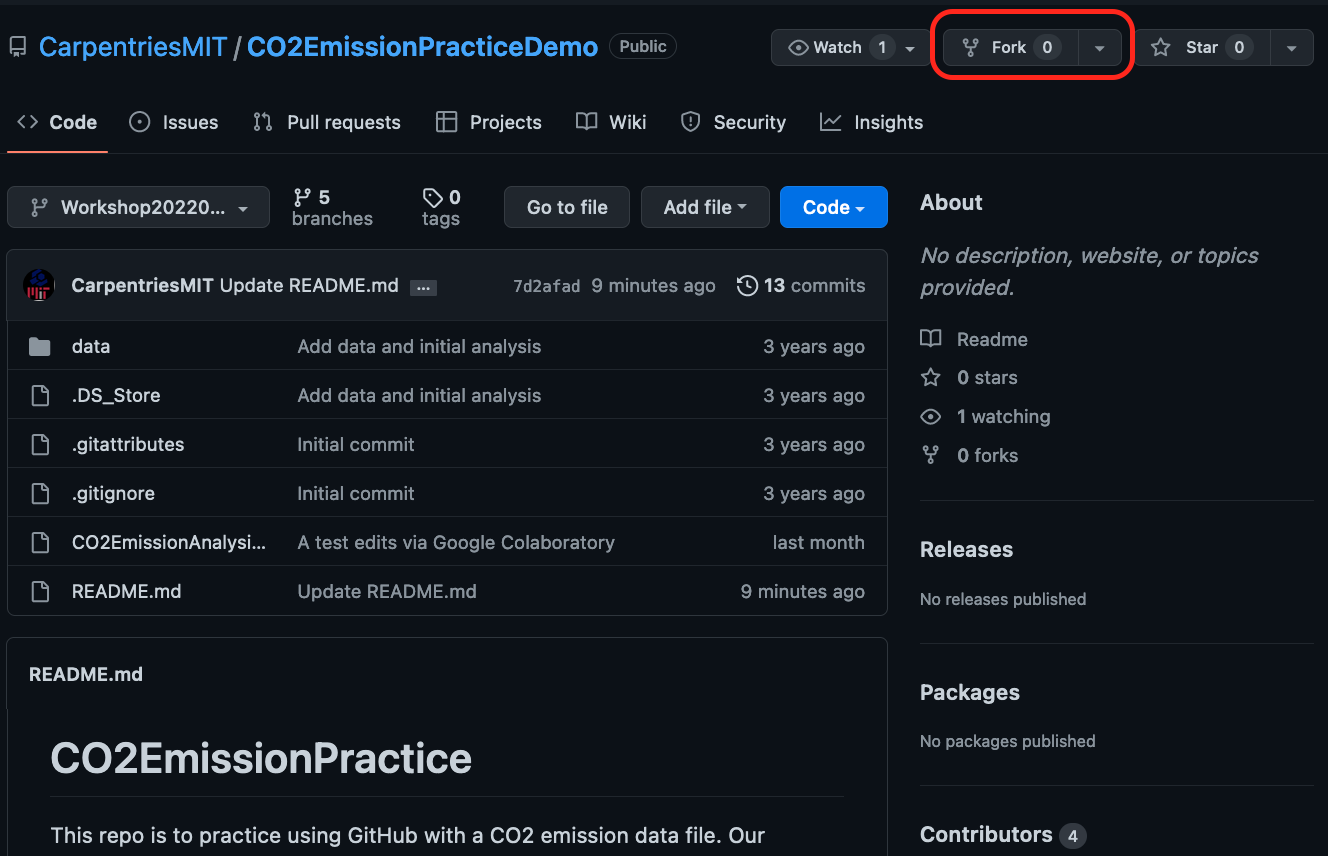 CarpentriesMIT / CO2EmissionPracticeDemo Public Watch 1 Fork 0 Star 0
Code Issues Pull requests Projects Wiki Security Insights
Workshop20220... 5 branches 0 tags Go to file Add file Code
CarpentriesMIT Update README.md ... 7d2afad 9 minutes ago 13 commits
data Add data and initial analysis 3 years ago
.DS_Store Add data and initial analysis 3 years ago
.gitattributes Initial commit 3 years ago
.gitignore Initial commit 3 years ago
CO2EmissionAnalysi... A test edits via Google Colaboratory last month
README.md Update README.md 9 minutes ago
README.md
CO2EmissionPractice
This repo is to practice using GitHub with a CO2 emission data file. Our
About
No description, website, or topics
provided.
Readme
0 stars
1 watching
0 forks
Releases
No releases published
Packages
No packages published
Contributors 4